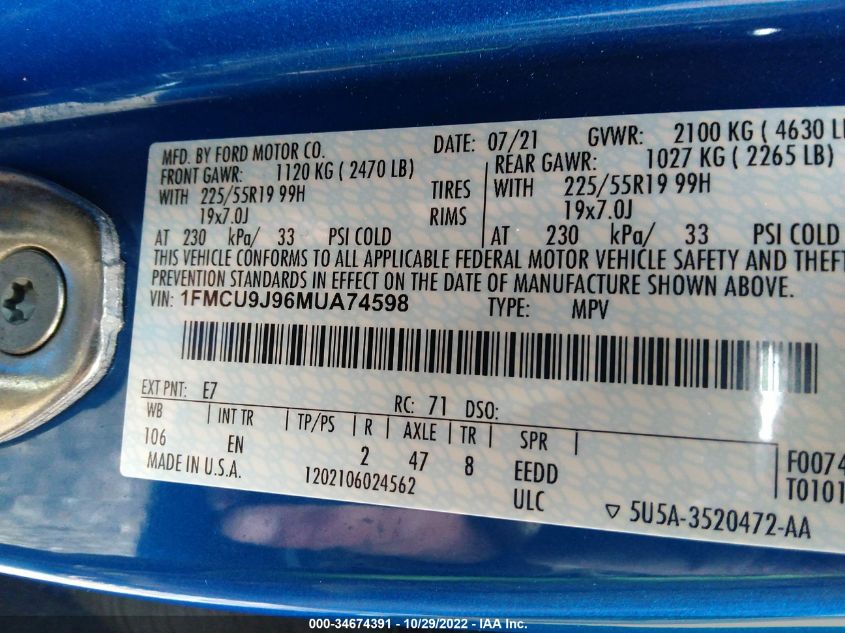 MFD. BY FORD MOTOR CO. DATE: 07/21 GVWR: 2100 KG ( 4630
FRONT GAWR: 1120 KG ( 2470 LB) REAR GAWR: 1027 KG ( 2265 LB)
WITH 225/55R19 99H TIRES WITH 225/55R19 99H
19x7.0J RIMS 19x7.0J
AT 230 kPa/ 33 PSI COLD AT 230 kPa/ 33 PSI COLD
THIS VEHICLE CONFORMS TO ALL APPLICABLE FEDERAL MOTOR VEHICLE SAFETY AND THEFT
PREVENTION STANDARDS IN EFFECT ON THE DATE OF MANUFACTURE SHOWN ABOVE.
VIN: 1FMCU9J96MUA74598 TYPE: MPV
EXT PNT: E7 RC: 71 DSO:
WB INT TR TP/PS R AXLE TR SPR
106 EN 2 47 8 EEDD
MADE IN U.S.A. 1202106024562 ULC
F0074
T0101
▽ 5U5A-3520472-AA
000-34674391 - 10/29/2022 - IAA Inc.